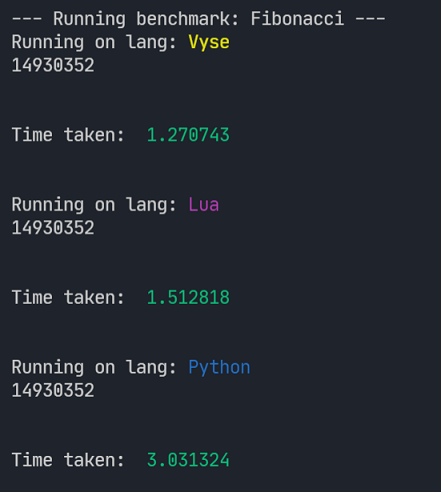 --- Running benchmark: Fibonacci ---
Running on lang: Vyse
14930352
Time taken:  1.270743
Running on lang: Lua
14930352
Time taken:  1.512818
Running on lang: Python
14930352
Time taken:  3.031324